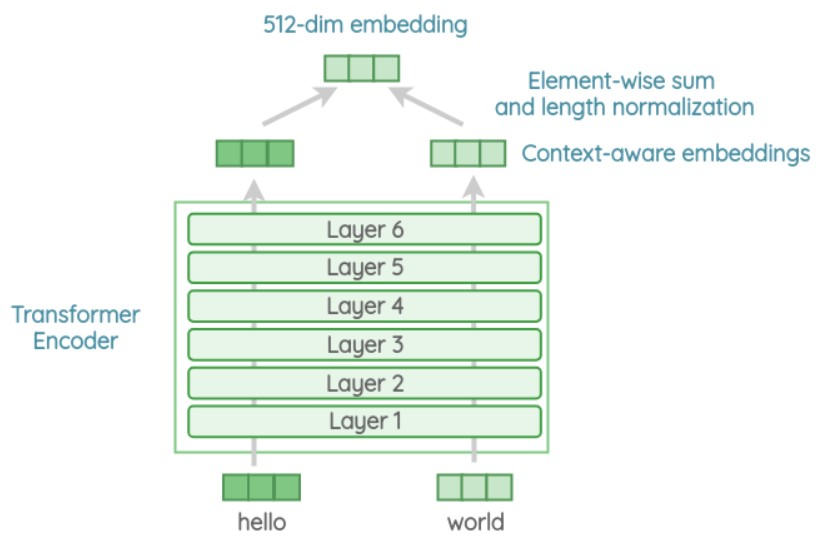 512-dim embedding
Element-wise sum
and length normalization
Context-aware embeddings
Layer 6
Layer 5
Layer 4
Transformer
Encoder
Layer 3
Layer 2
Layer 1
hello
world